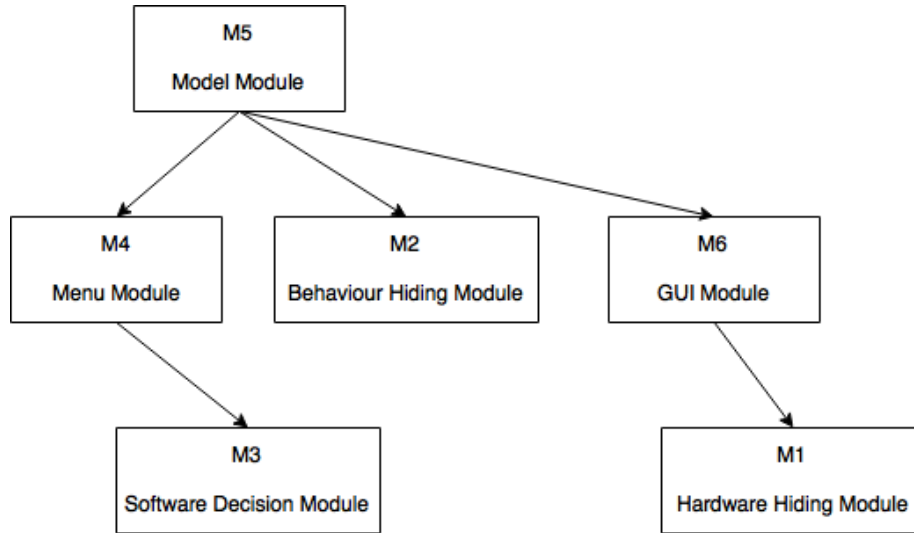 M5
Model Module
M4
Menu Module
M2
Behaviour Hiding Module
M6
GUI Module
M3
Software Decision Module
M1
Hardware Hiding Module